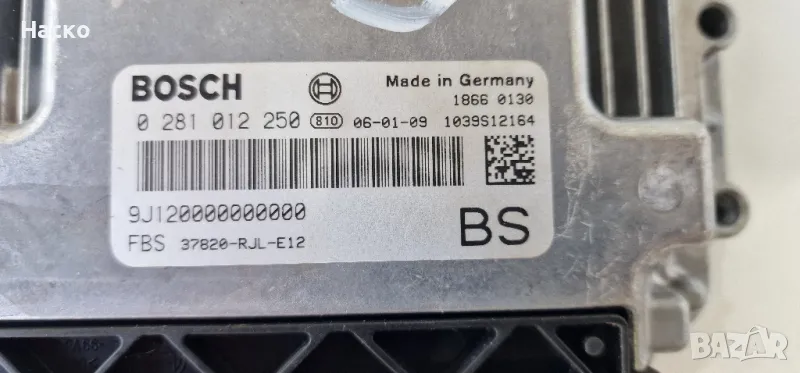 Наско
BOSCH Made in Germany
1866 0130
0 281 012 250 810 06-01-09 1039S12164
9J120000000000
FBS 37820-RJL-E12 BS
BAZAR